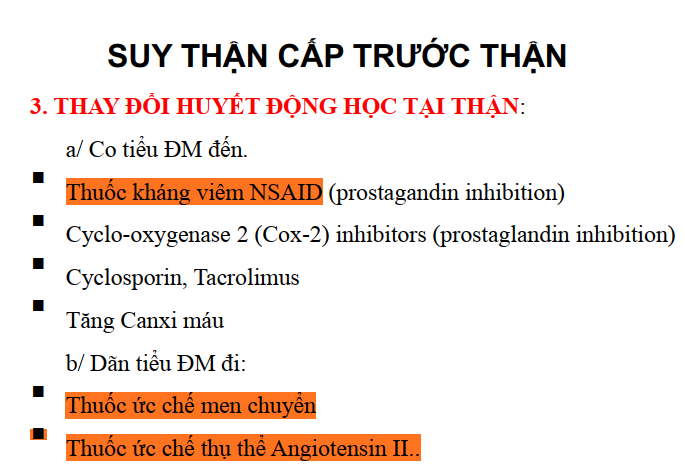 SUY THẬN CẤP TRƯỚC THẬN
3. THAY ĐỔI HUYẾT ĐỘNG HỌC TẠI THẬN:
a/ Co tiểu ĐM đến.
▪ Thuốc kháng viêm NSAID (prostagandin inhibition)
▪ Cyclo-oxygenase 2 (Cox-2) inhibitors (prostaglandin inhibition)
▪ Cyclosporin, Tacrolimus
▪ Tăng Canxi máu
b/ Dãn tiểu ĐM đi:
▪ Thuốc ức chế men chuyển
▪ Thuốc ức chế thụ thể Angiotensin II..